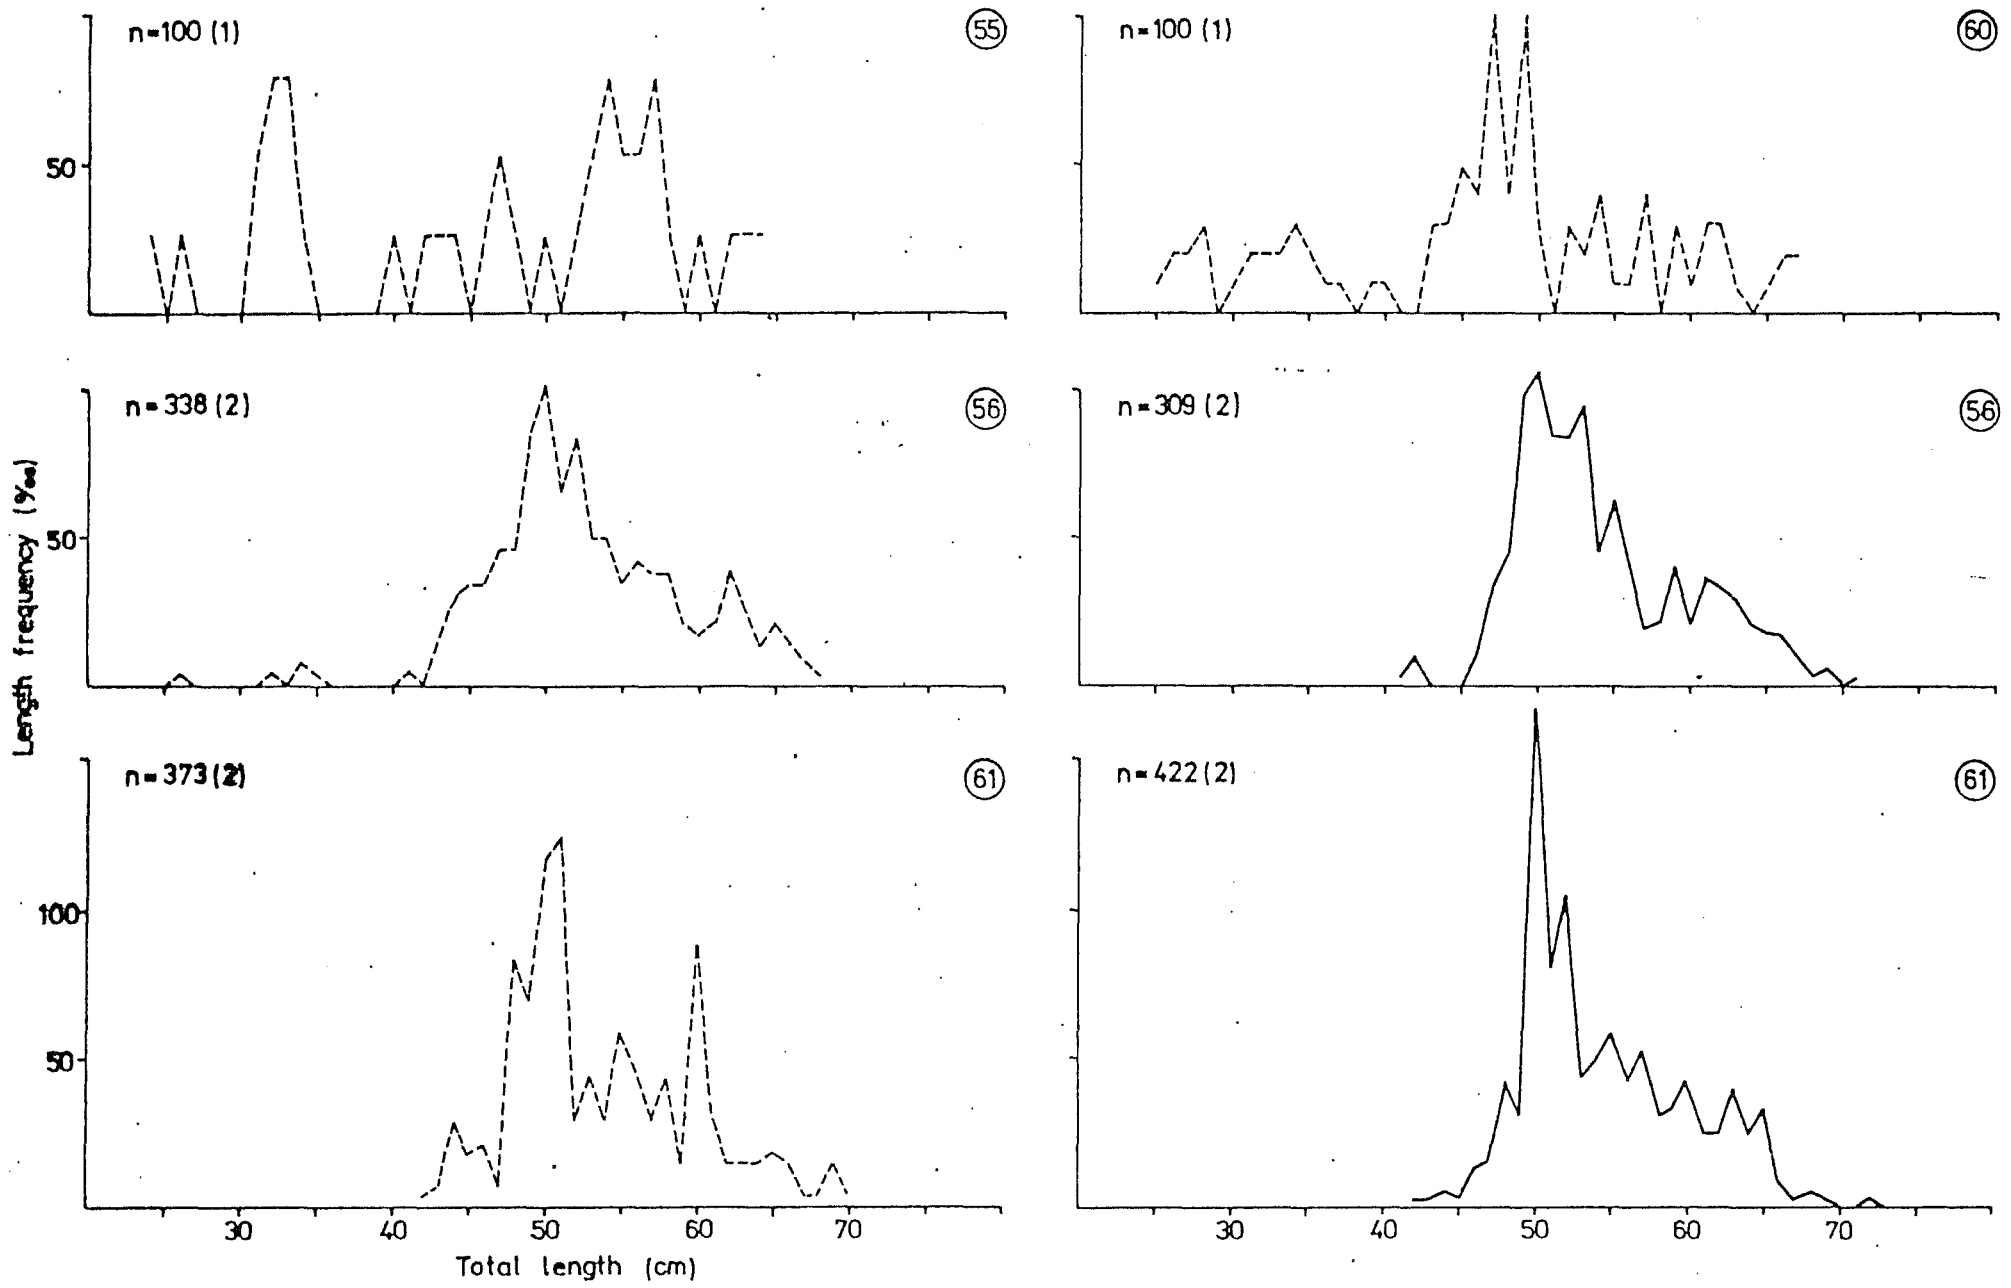 n=100 (1)
55
50
n=100 (1)
60
n=338 (2)
56
50
n=309 (2)
56
Length frequency (‰)
n=373 (2)
61
100
50
n=422 (2)
61
30 40 50 60 70
Total length (cm)
30 40 50 60 70